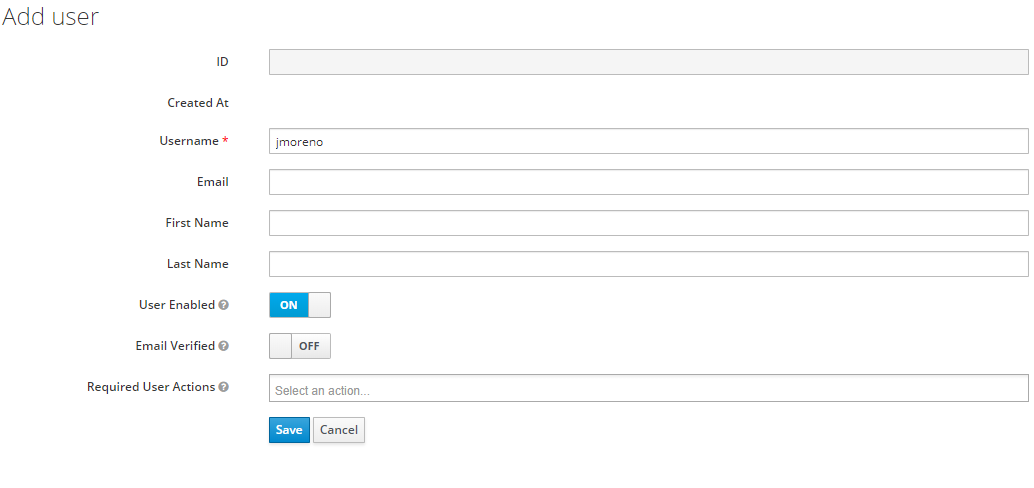 Add user
ID
Created At
Username * jmoreno
Email
First Name
Last Name
User Enabled ON
Email Verified OFF
Required User Actions Select an action...
Save Cancel